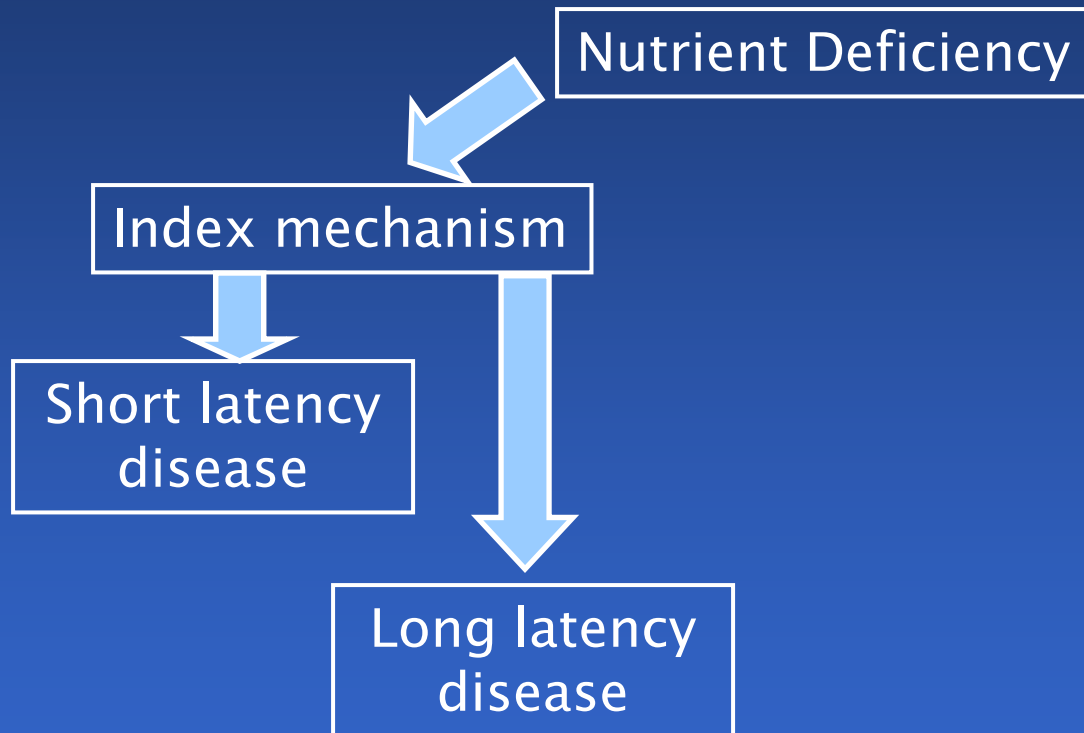 Nutrient Deficiency
Index mechanism
Short latency
disease
Long latency
disease